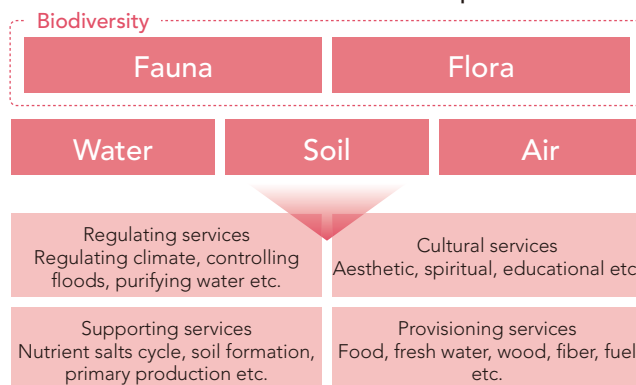 Biodiversity
Fauna
Flora
Water
Soil
Air
Regulating services
Regulating climate, controlling
floods, purifying water etc.
Cultural services
Aesthetic, spiritual, educational etc
Supporting services
Nutrient salts cycle, soil formation,
primary production etc.
Provisioning services
Food, fresh water, wood, fiber, fuel
etc.